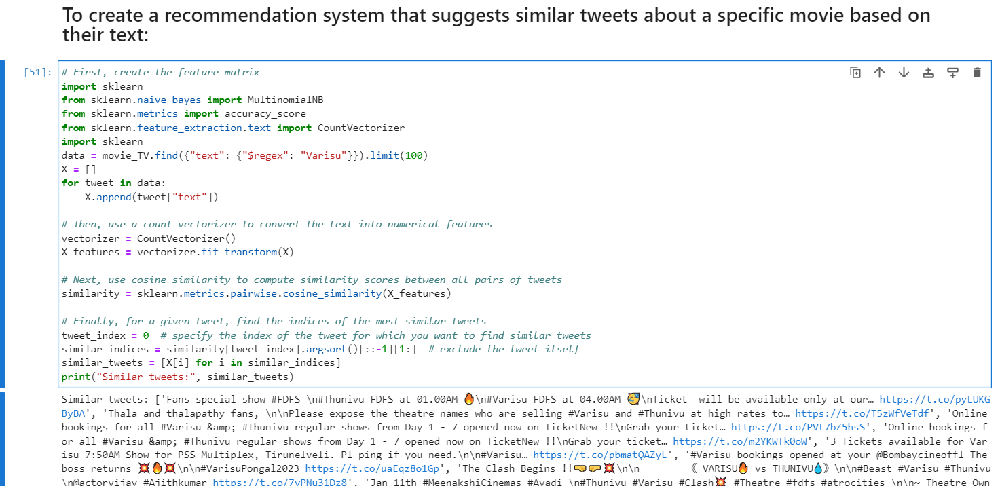 To create a recommendation system that suggests similar tweets about a specific movie based on
their text:
[51]:
# First, create the feature matrix
import sklearn
from sklearn.naive_bayes import MultinomialNB
from sklearn.metrics import accuracy_score
from sklearn.feature_extraction.text import CountVectorizer
import sklearn
data = movie_TV.find({"text": {"$regex": "Varisu"}}).limit(100)
X = []
for tweet in data:
    X.append(tweet["text"])
# Then, use a count vectorizer to convert the text into numerical features
vectorizer = CountVectorizer()
X_features = vectorizer.fit_transform(X)
# Next, use cosine similarity to compute similarity scores between all pairs of tweets
similarity = sklearn.metrics.pairwise.cosine_similarity(X_features)
# Finally, for a given tweet, find the indices of the most similar tweets
tweet_index = 0  # specify the index of the tweet for which you want to find similar tweets
similar_indices = similarity[tweet_index].argsort()[::-1][1:]  # exclude the tweet itself
similar_tweets = [X[i] for i in similar_indices]
print("Similar tweets:", similar_tweets)
Similar tweets: ['Fans special show #FDFS \n#Thunivu FDFS at 01.00AM 🔥\n#Varisu FDFS at 04.00AM 🥳\nTicket  will be available only at our… https://t.co/pyLUKG
ByBA', 'Thala and thalapathy fans, \n\nPlease expose the theatre names who are selling #Varisu and #Thunivu at high rates to… https://t.co/T5zWfVeTdf', 'Online
bookings for all #Varisu &amp; #Thunivu regular shows from Day 1 - 7 opened now on TicketNew !!\nGrab your ticket… https://t.co/PVt7bZ5hsS', 'Online bookings f
or all #Varisu &amp; #Thunivu regular shows from Day 1 - 7 opened now on TicketNew !!\nGrab your ticket… https://t.co/m2YKWTk0oW', '3 Tickets available for Var
isu 7:50AM Show for PSS Multiplex, Tirunelveli. Pl ping if you need.\n\n#Varisu… https://t.co/pbmatQAZyL', '#Varisu bookings opened at your @Bombaycineoffl The
boss returns 💥🔥💥\n\n#VarisuPongal2023 https://t.co/uaEqz8o1Gp', 'The Clash Begins !!🤜🤛💥\n\n       《 VARISU🔥 vs THUNIVU💧》\n\n#Beast #Varisu #Thunivu
\n@actorvijay #Ajithkumar https://t.co/7yPNu31Dz8', 'Jan 11th #MeenakshiCinemas #Avadi \n#Thunivu #Varisu #Clash💥 #Theatre #fdfs #atrocities \n\n~ Theatre Own